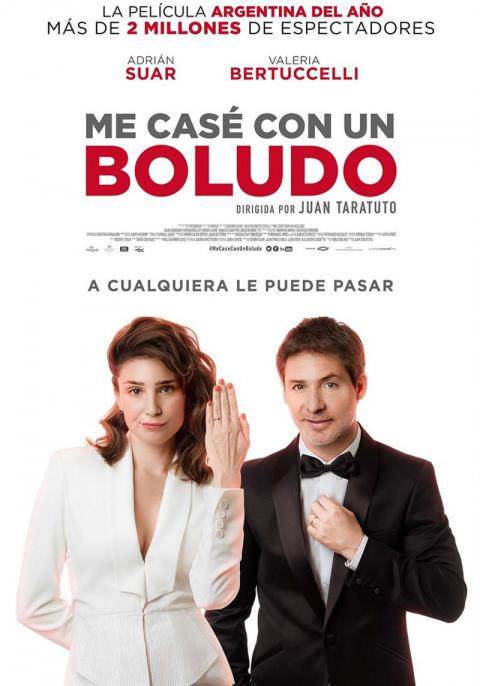 LA PELÍCULA ARGENTINA DEL AÑO
MÁS DE 2 MILLONES DE ESPECTADORES
ADRIÁN SUAR
VALERIA BERTUCCELLI
ME CASÉ CON UN
BOLUDO
DIRIGIDA POR JUAN TARATUTO
#MeCaseConUnBoludo
A CUALQUIERA LE PUEDE PASAR